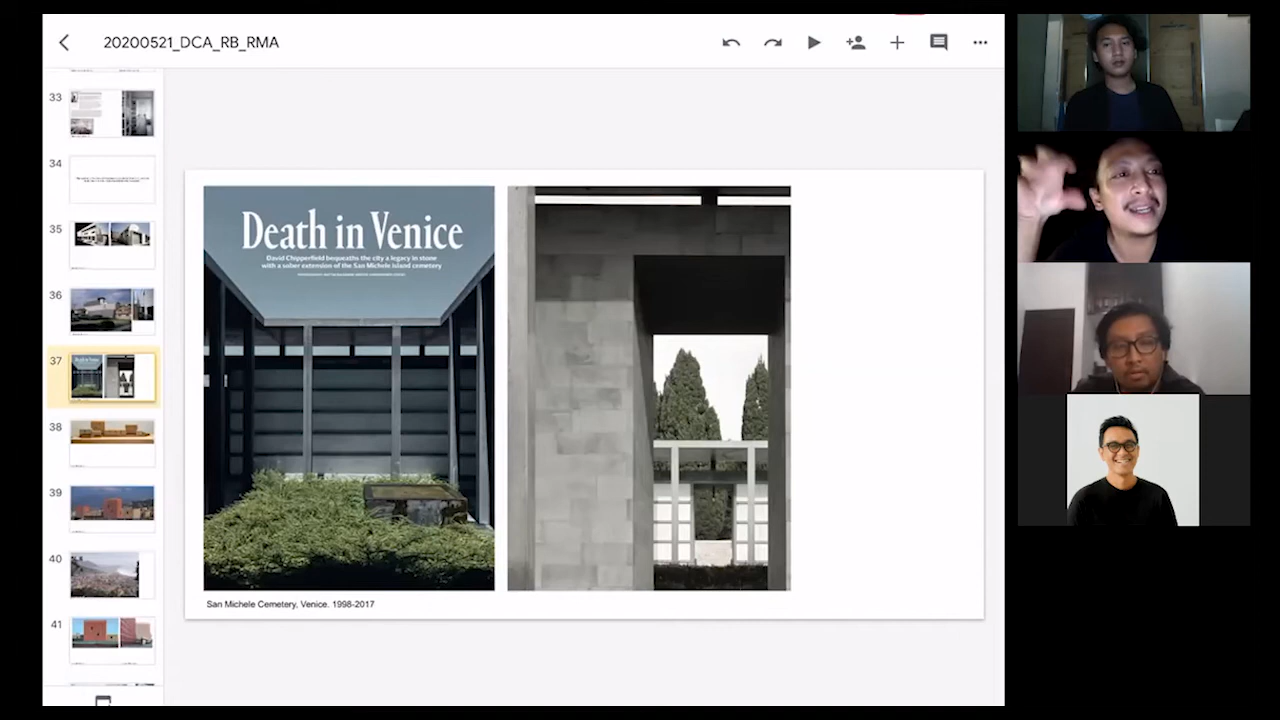 20200521_DCA_RB_RMA
33
34
35
36
37
38
39
40
41
Death in Venice
David Chipperfield bequeaths the city a legacy in stone
with a sober extension of the San Michele island cemetery
San Michele Cemetery, Venice. 1998-2017